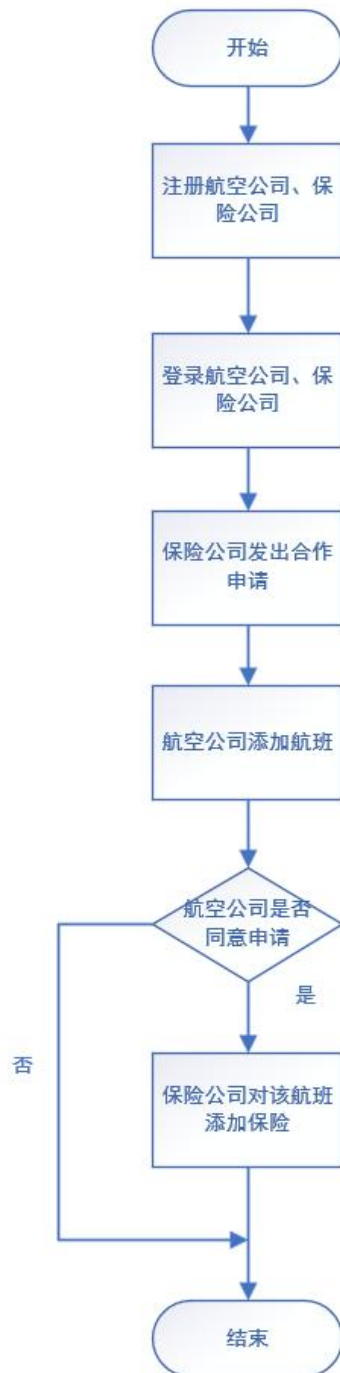 开始
注册航空公司、保
险公司
登录航空公司、保
险公司
保险公司发出合作
申请
航空公司添加航班
航空公司是否
同意申请
是
否
保险公司对该航班
添加保险
结束